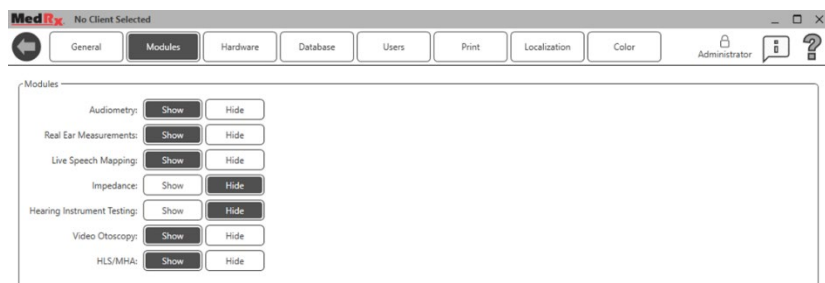 MedRx No Client Selected
General Modules Hardware Database Users Print Localization Color Administrator
Modules
Audiometry: Show Hide
Real Ear Measurements: Show Hide
Live Speech Mapping: Show Hide
Impedance: Show Hide
Hearing Instrument Testing: Show Hide
Video Otoscopy: Show Hide
HLS/MHA: Show Hide